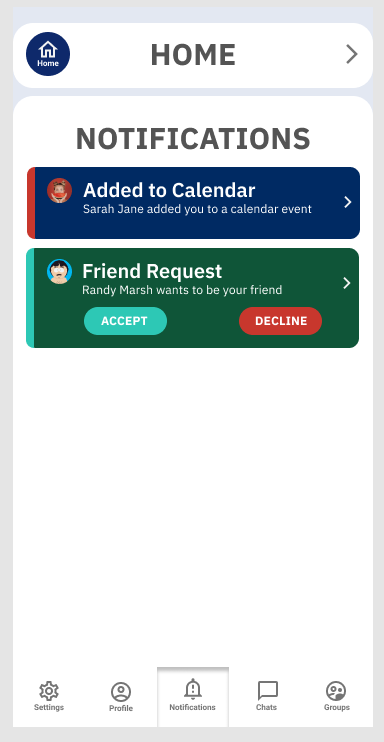 Home
HOME
NOTIFICATIONS
Added to Calendar
Sarah Jane added you to a calendar event
Friend Request
Randy Marsh wants to be your friend
ACCEPT
DECLINE
Settings
Profile
Notifications
Chats
Groups